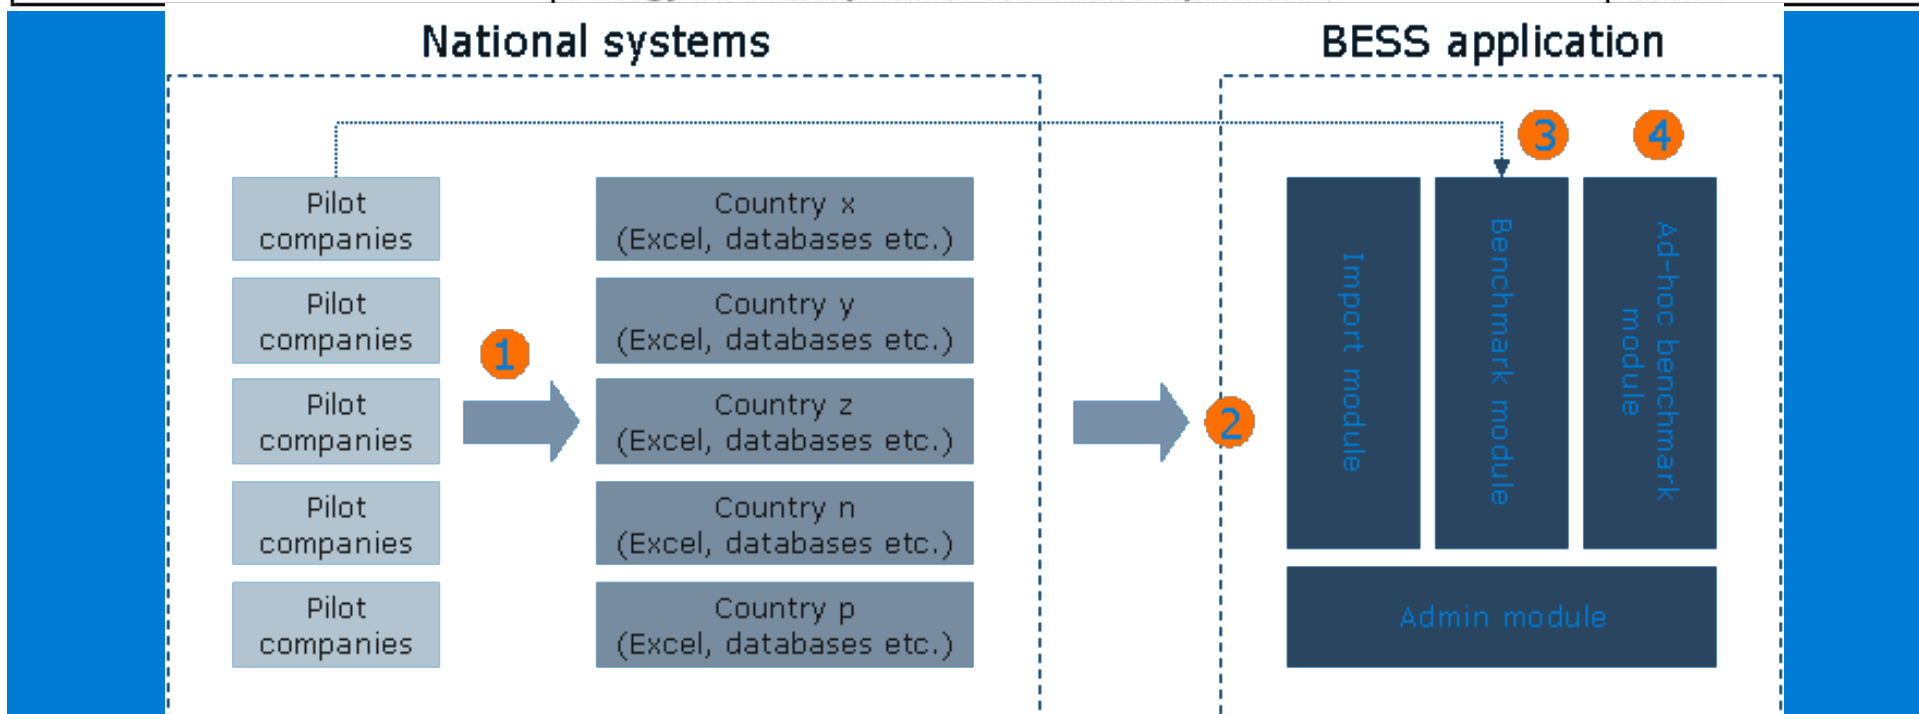 National systems
BESS application
3
4
Pilot
companies
Country x
(Excel, databases etc.)
Pilot
companies
Country y
(Excel, databases etc.)
1
Pilot
companies
Country z
(Excel, databases etc.)
2
Pilot
companies
Country n
(Excel, databases etc.)
Pilot
companies
Country p
(Excel, databases etc.)
Import module
Benchmark module
Ad-hoc benchmark
module
Admin module